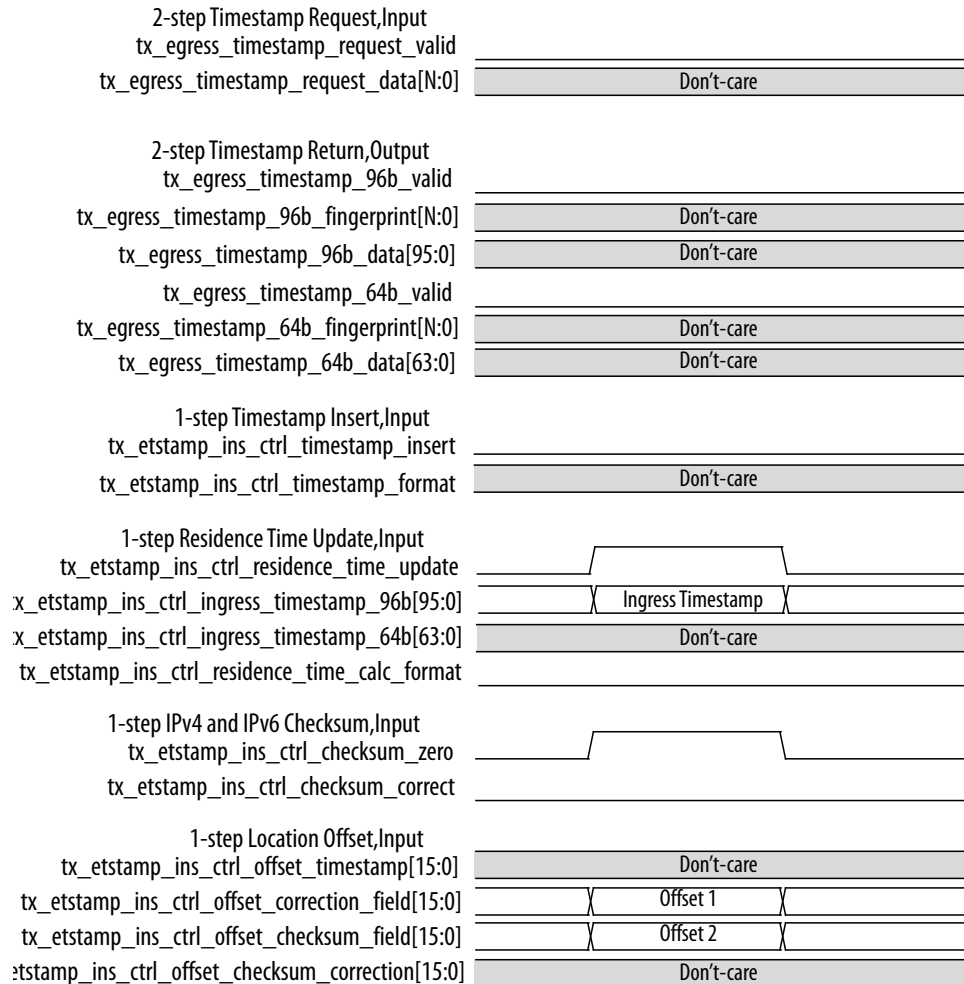 2-step Timestamp Request,Input
tx_egress_timestamp_request_valid
tx_egress_timestamp_request_data[N:0] Don't-care
2-step Timestamp Return,Output
tx_egress_timestamp_96b_valid
tx_egress_timestamp_96b_fingerprint[N:0] Don't-care
tx_egress_timestamp_96b_data[95:0] Don't-care
tx_egress_timestamp_64b_valid
tx_egress_timestamp_64b_fingerprint[N:0] Don't-care
tx_egress_timestamp_64b_data[63:0] Don't-care
1-step Timestamp Insert,Input
tx_etstamp_ins_ctrl_timestamp_insert
tx_etstamp_ins_ctrl_timestamp_format Don't-care
1-step Residence Time Update,Input
tx_etstamp_ins_ctrl_residence_time_update
x_etstamp_ins_ctrl_ingress_timestamp_96b[95:0] Ingress Timestamp
x_etstamp_ins_ctrl_ingress_timestamp_64b[63:0] Don't-care
tx_etstamp_ins_ctrl_residence_time_calc_format
1-step IPv4 and IPv6 Checksum,Input
tx_etstamp_ins_ctrl_checksum_zero
tx_etstamp_ins_ctrl_checksum_correct
1-step Location Offset,Input
tx_etstamp_ins_ctrl_offset_timestamp[15:0] Don't-care
tx_etstamp_ins_ctrl_offset_correction_field[15:0] Offset 1
tx_etstamp_ins_ctrl_offset_checksum_field[15:0] Offset 2
etstamp_ins_ctrl_offset_checksum_correction[15:0] Don't-care